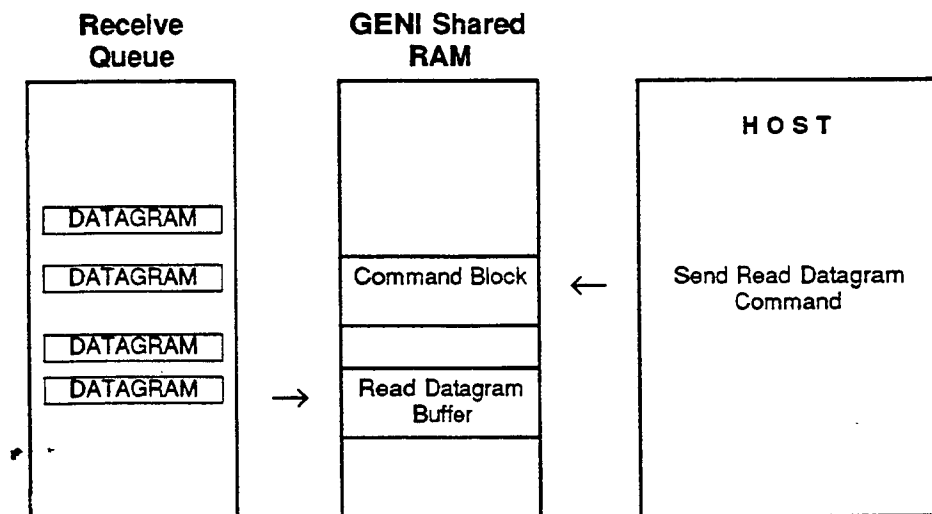 Receive
Queue
GENI Shared
RAM
HOST
DATAGRAM
DATAGRAM
DATAGRAM
DATAGRAM
Command Block
Read Datagram
Buffer
Send Read Datagram
Command